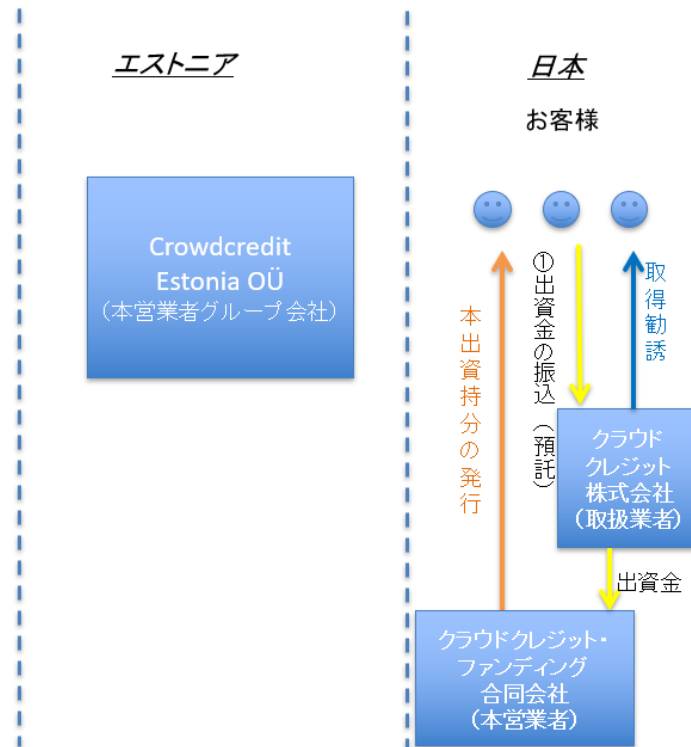 エストニア
日本
お客様
Crowdcredit
Estonia OÜ
（本営業者グループ会社）
本出資持分の発行
①出資金の振込（預託）
取得勧誘
クラウド
クレジット
株式会社
（取扱業者）
出資金
クラウドクレジット・
ファンディング
合同会社
（本営業者）